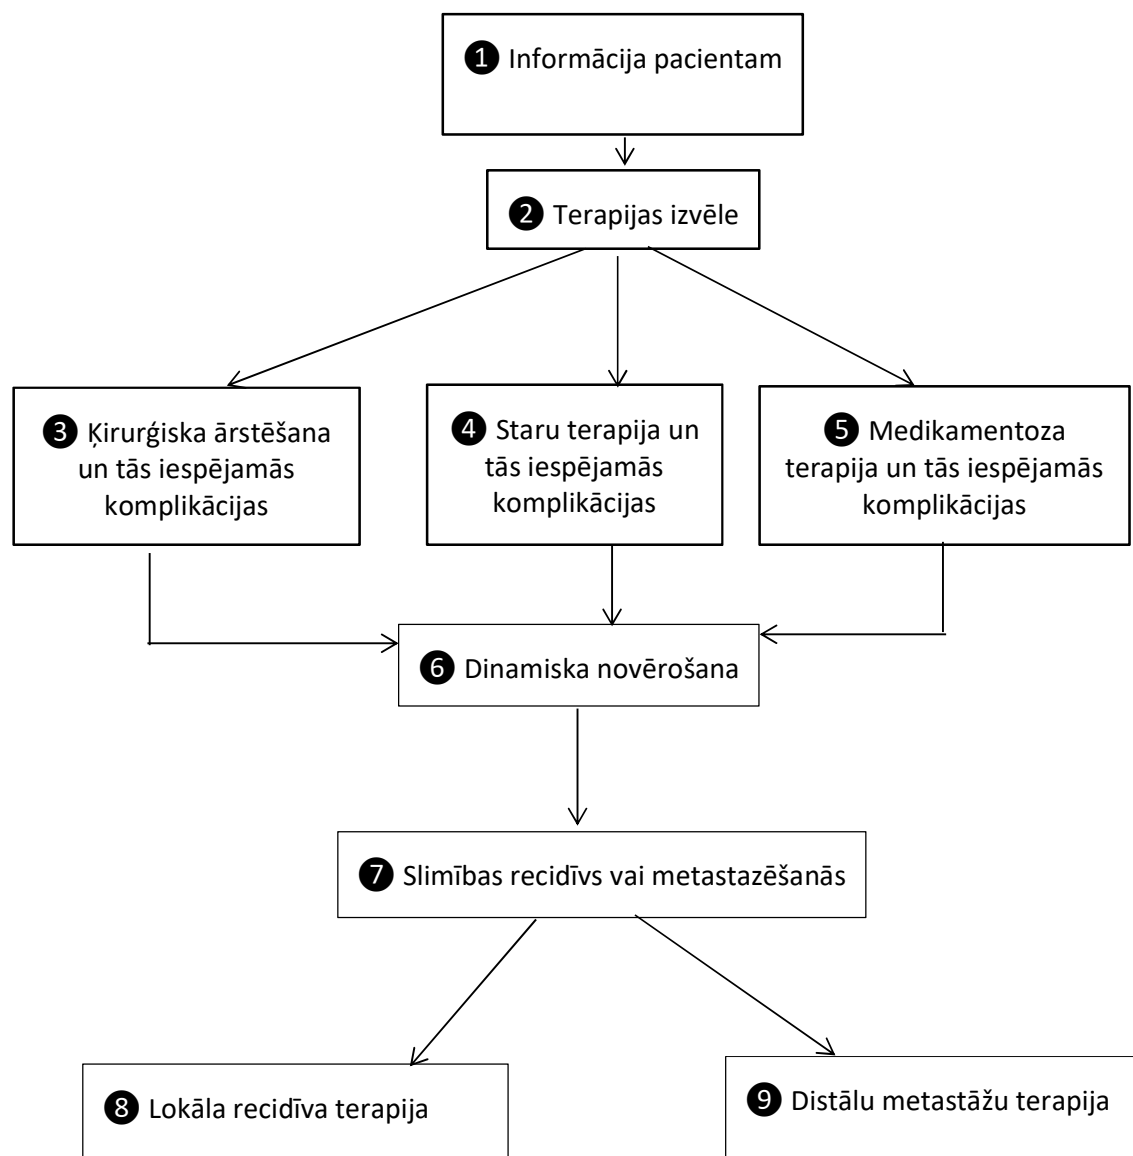 ❶ Informācija pacientam
❷ Terapijas izvēle
❸ Ķirurģiska ārstēšana
un tās iespējamās
komplikācijas
❹ Staru terapija un
tās iespējamās
komplikācijas
❺ Medikamentoza
terapija un tās iespējamās
komplikācijas
❻ Dinamiska novērošana
❼ Slimības recidīvs vai metastazēšanās
❽ Lokāla recidīva terapija
❾ Distālu metastāžu terapija